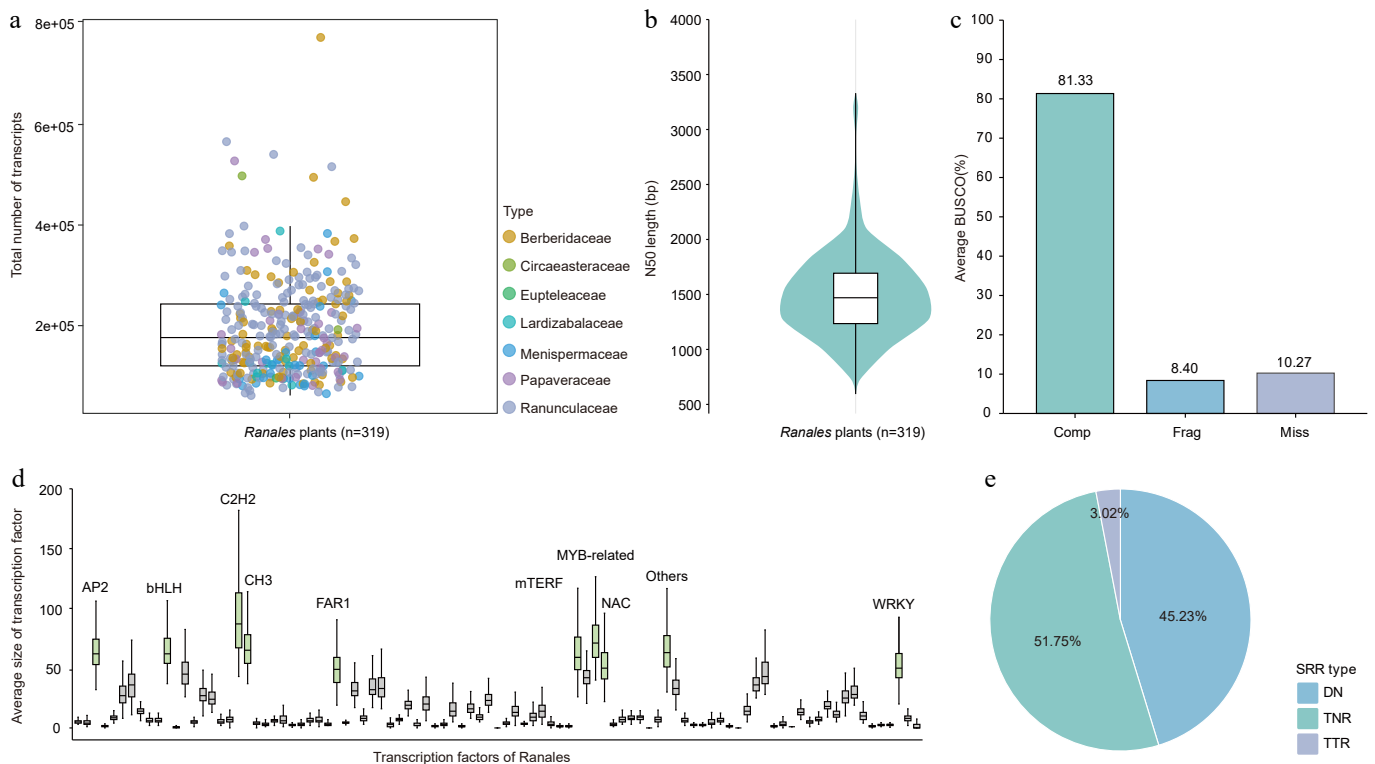 a
8e+05
6e+05
4e+05
2e+05
Total number of transcripts
Ranales plants (n=319)
Type
Berberidaceae
Circaeasteraceae
Eupteleaceae
Lardizabalaceae
Menispermaceae
Papaveraceae
Ranunculaceae
b
4000
3500
3000
2500
2000
1500
1000
500
N50 length (bp)
Ranales plants (n=319)
c
100
90
80
70
60
50
40
30
20
10
0
Average BUSCO(%)
81.33
8.40
10.27
Comp
Frag
Miss
d
200
150
100
50
0
Average size of transcription factor
AP2
bHLH
C2H2
CH3
FAR1
mTERF
MYB-related
NAC
Others
WRKY
Transcription factors of Ranales
e
3.02%
45.23%
51.75%
SRR type
DN
TNR
TTR